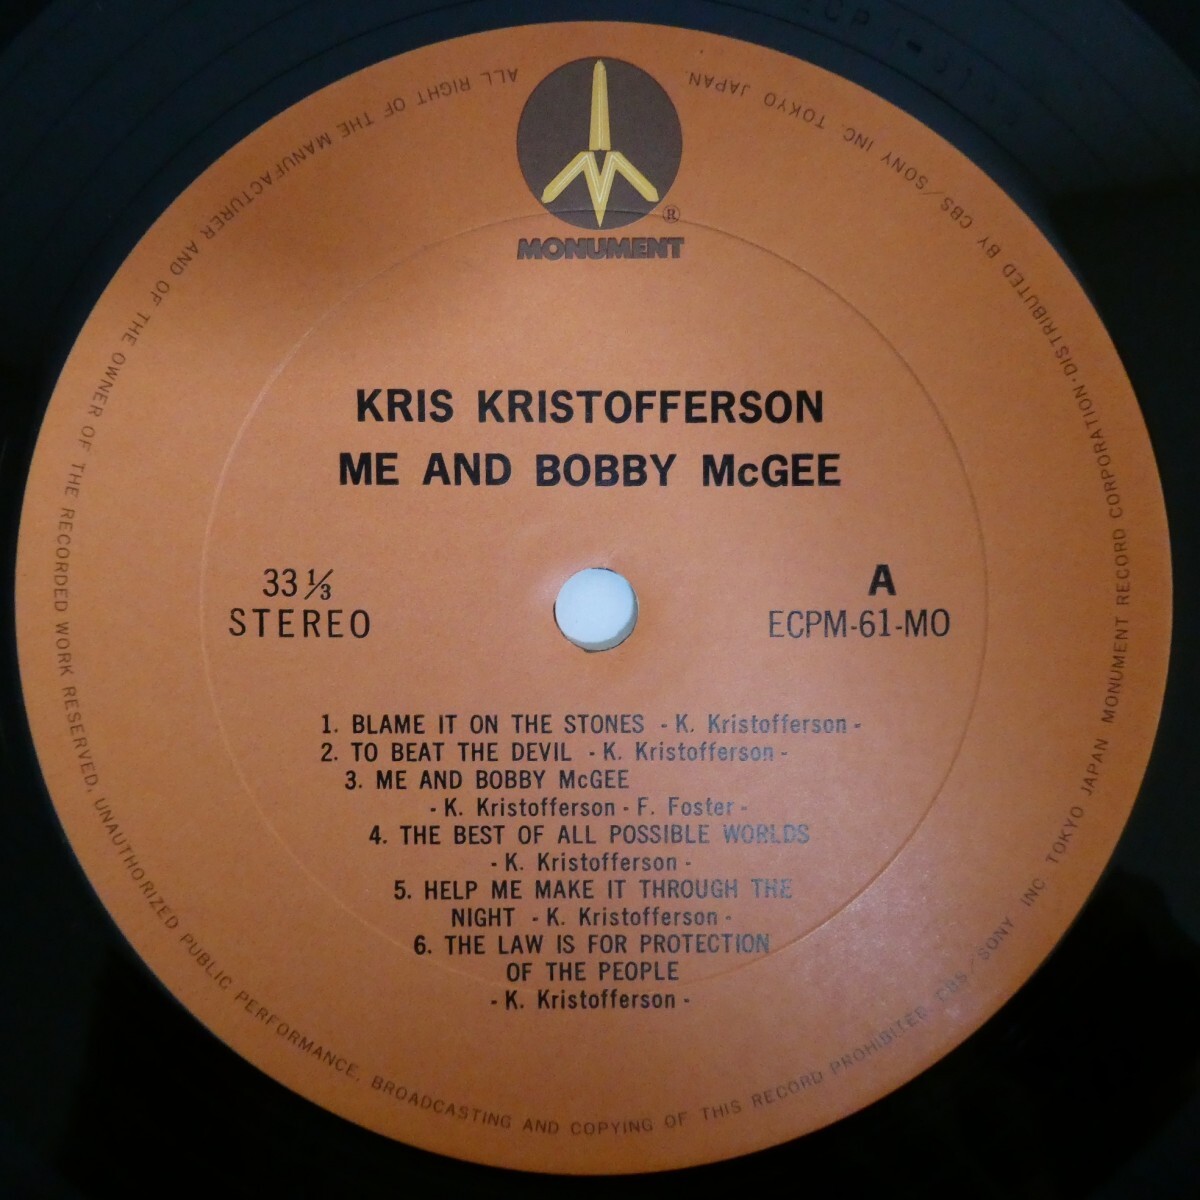 MONUMENT
®
KRIS KRISTOFFERSON
ME AND BOBBY McGEE
33 ⅓
STEREO
A
ECPM-61-MO
1. BLAME IT ON THE STONES - K. Kristofferson -
2. TO BEAT THE DEVIL - K. Kristofferson -
3. ME AND BOBBY McGEE
- K. Kristofferson - F. Foster -
4. THE BEST OF ALL POSSIBLE WORLDS
- K. Kristofferson -
5. HELP ME MAKE IT THROUGH THE
NIGHT - K. Kristofferson -
6. THE LAW IS FOR PROTECTION
OF THE PEOPLE
- K. Kristofferson -
ALL RIGHT OF THE MANUFACTURER AND OF THE OWNER OF THE RECORDED WORK RESERVED, UNAUTHORIZED PUBLIC PERFORMANCE, BROADCASTING AND COPYING OF THIS RECORD PROHIBITED CBS/SONY INC TOKYO JAPAN MONUMENT RECORD CORPORATION·DISTRIBUTED BY CBS/SONY INC. TOKYO JAPAN.